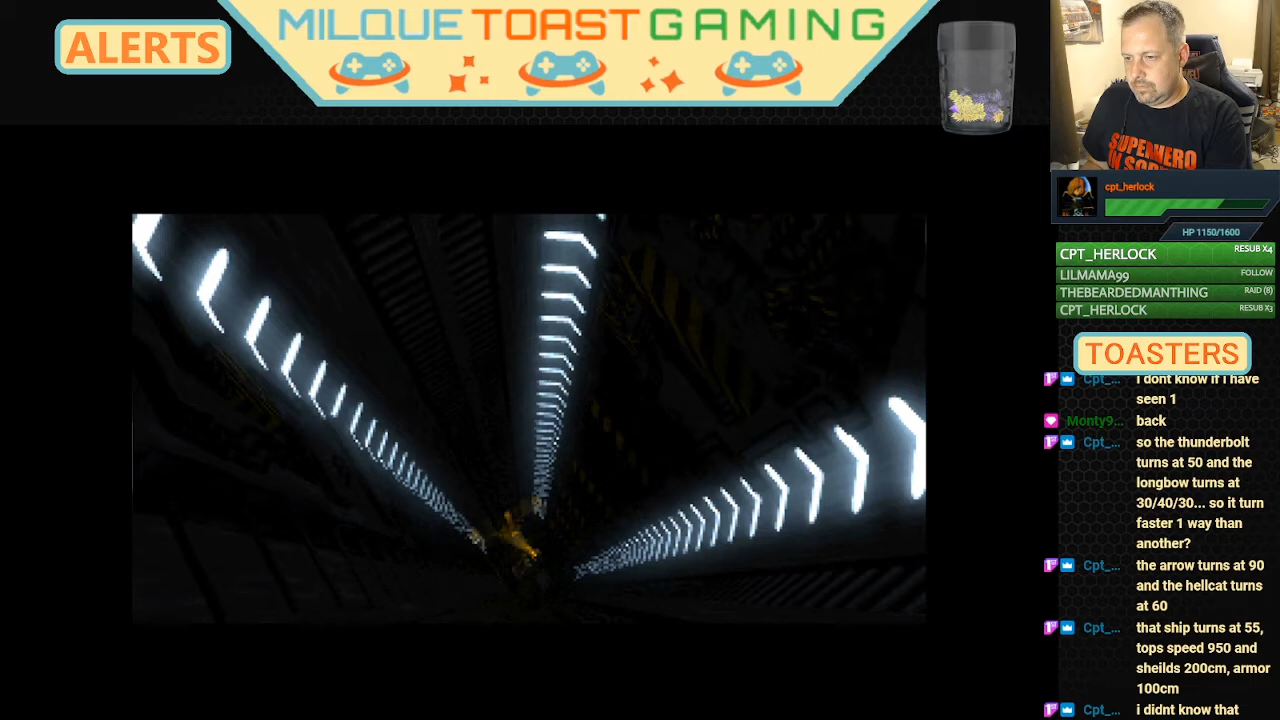 ALERTS
MILQUETOASTGAMING
SUPERHERO
cpt_herlock
HP 1150/1600
CPT_HERLOCK RESUB X4
LILMAMA99 FOLLOW
THEBEARDEDMANTHING RAID (8)
CPT_HERLOCK RESUB X3
TOASTERS
Cpt_... i dont know if i have
seen 1
Monty9... back
Cpt_... so the thunderbolt
turns at 50 and the
longbow turns at
30/40/30... so it turn
faster 1 way than
another?
Cpt_... the arrow turns at 90
and the hellcat turns
at 60
Cpt_... that ship turns at 55,
tops speed 950 and
sheilds 200cm, armor
100cm
Cpt_... i didnt know that